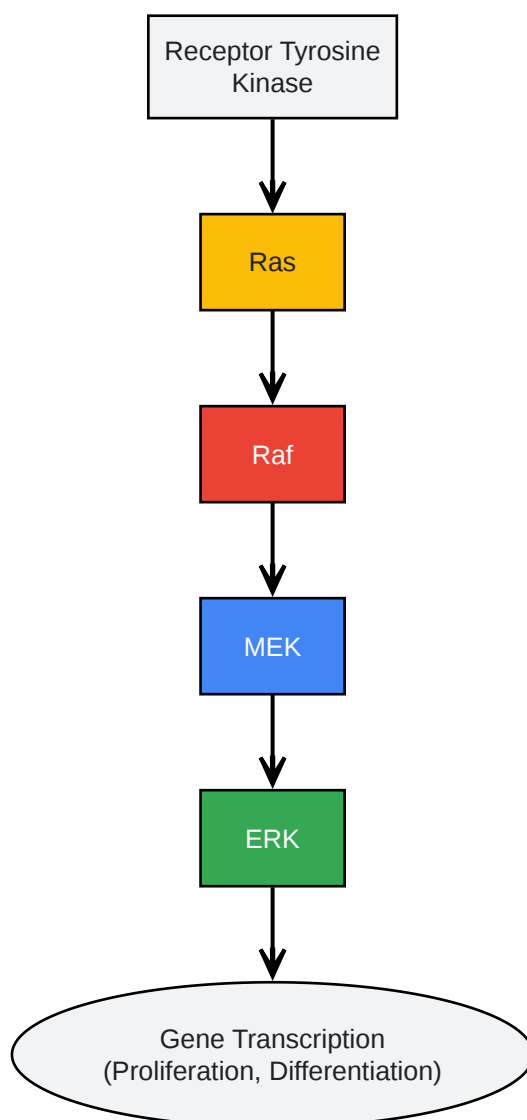 Receptor Tyrosine
Kinase
Ras
Raf
MEK
ERK
Gene Transcription
(Proliferation, Differentiation)